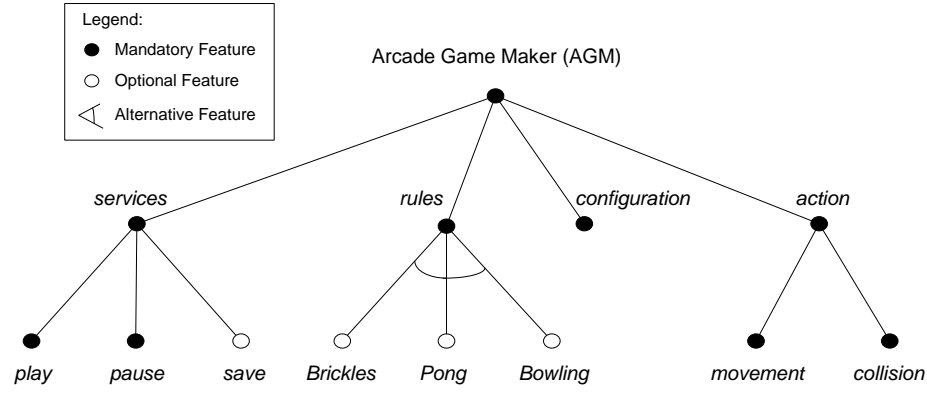 Legend:
Mandatory Feature
Optional Feature
Alternative Feature
Arcade Game Maker (AGM)
services
rules
configuration
action
play
pause
save
Brickles
Pong
Bowling
movement
collision